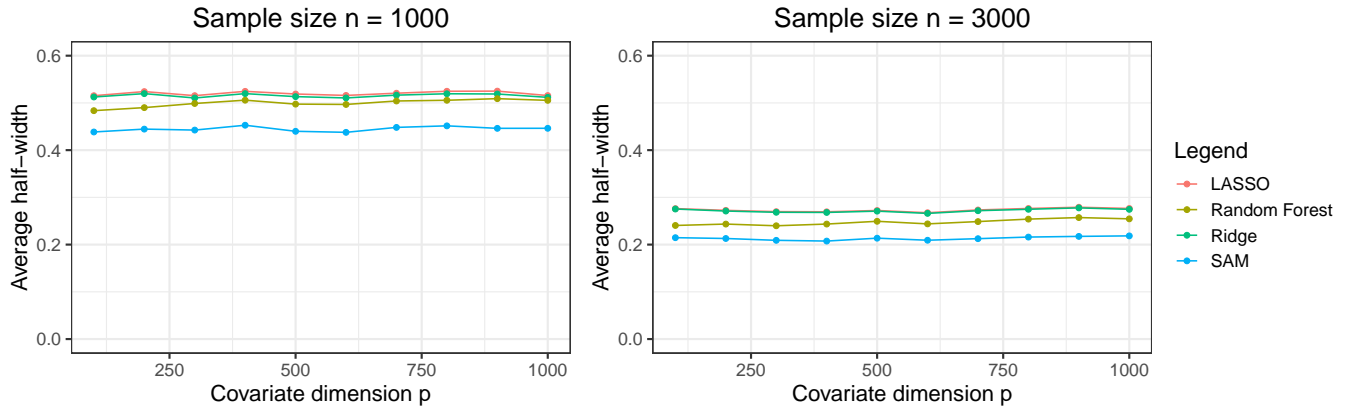 Sample size n = 1000
Average half−width
0.6
0.4
0.2
0.0
250
500
750
1000
Covariate dimension p
Sample size n = 3000
Average half−width
0.6
0.4
0.2
0.0
250
500
750
1000
Covariate dimension p
Legend
LASSO
Random Forest
Ridge
SAM